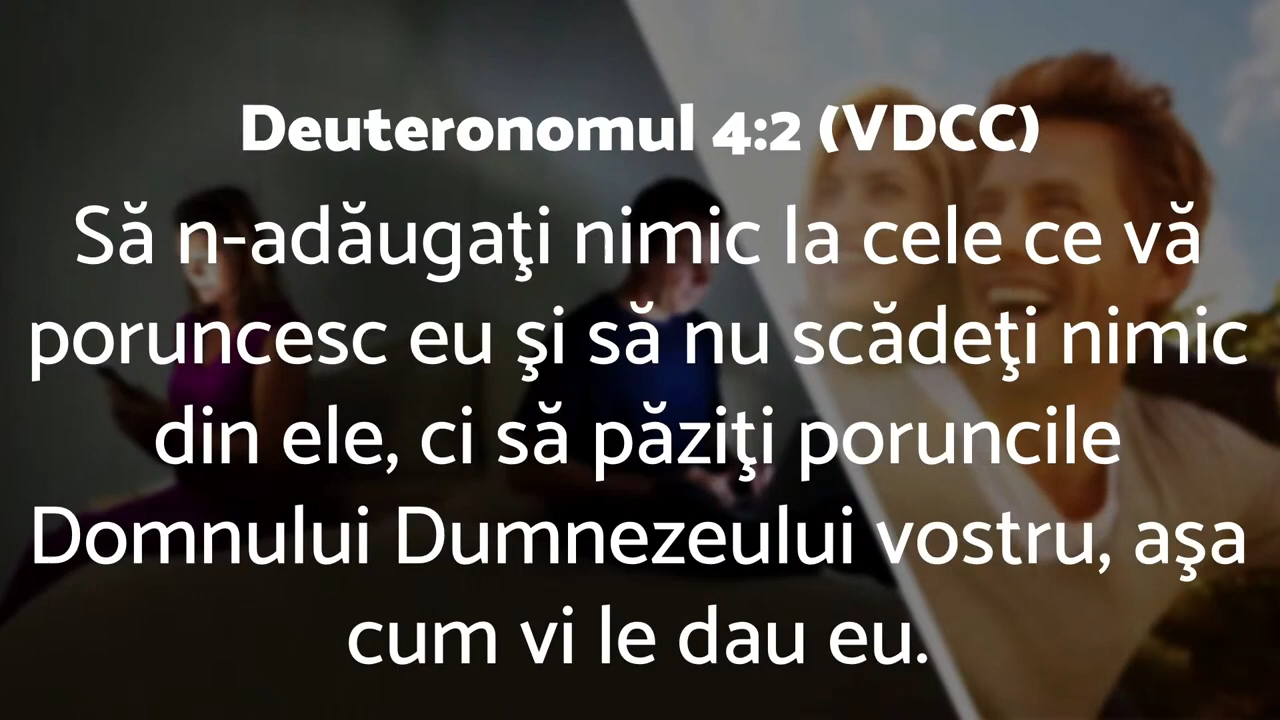 Deuteronomul 4:2 (VDCC)
Să n-adăugaţi nimic la cele ce vă
poruncesc eu şi să nu scădeţi nimic
din ele, ci să păziţi poruncile
Domnului Dumnezeului vostru, aşa
cum vi le dau eu.